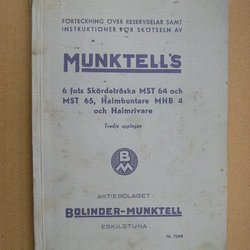 FÖRTECKNING ÖVER RESERVDELAR SAMT
INSTRUKTIONER FÖR SKÖTSELN AV
MUNKTELL'S
6 fots Skördetröska MST 64 och
MST 65, Halmbuntare MHB 4
och Halmrivare
Tredje upplagan
B
M
AKTIEBOLAGET
BOLINDER-MUNKTELL
ESKILSTUNA